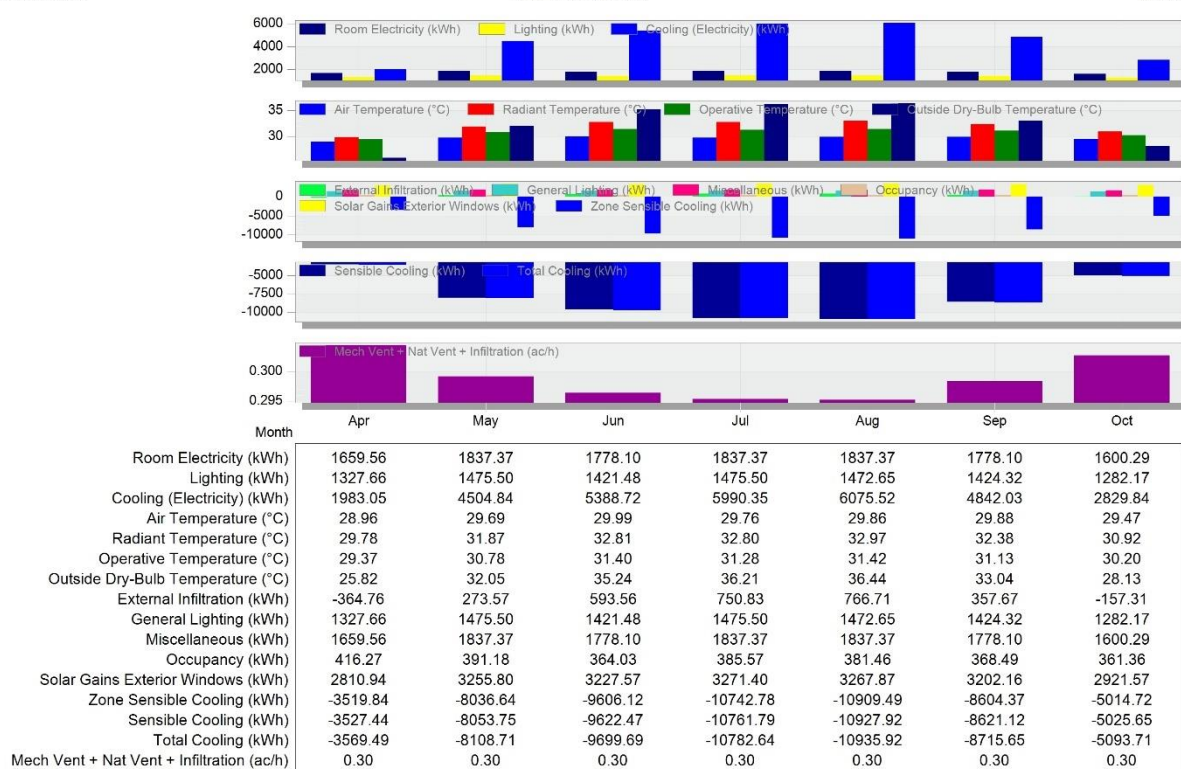 6000
4000
2000
Room Electricity (kWh) Lighting (kWh) Cooling (Electricity) (kWh)
35
30
Air Temperature (°C) Radiant Temperature (°C) Operative Temperature (°C) Outside Dry-Bulb Temperature (°C)
0
-5000
-10000
External Infiltration (kWh) General Lighting (kWh) Miscellaneous (kWh) Occupancy (kWh)
Solar Gains Exterior Windows (kWh) Zone Sensible Cooling (kWh)
-5000
-7500
-10000
Sensible Cooling (kWh) Total Cooling (kWh)
Mech Vent + Nat Vent + Infiltration (ac/h)
0.300
0.295
Month Apr May Jun Jul Aug Sep Oct
Room Electricity (kWh) 1659.56 1837.37 1778.10 1837.37 1837.37 1778.10 1600.29
Lighting (kWh) 1327.66 1475.50 1421.48 1475.50 1472.65 1424.32 1282.17
Cooling (Electricity) (kWh) 1983.05 4504.84 5388.72 5990.35 6075.52 4842.03 2829.84
Air Temperature (°C) 28.96 29.69 29.99 29.76 29.86 29.88 29.47
Radiant Temperature (°C) 29.78 31.87 32.81 32.80 32.97 32.38 30.92
Operative Temperature (°C) 29.37 30.78 31.40 31.28 31.42 31.13 30.20
Outside Dry-Bulb Temperature (°C) 25.82 32.05 35.24 36.21 36.44 33.04 28.13
External Infiltration (kWh) -364.76 273.57 593.56 750.83 766.71 357.67 -157.31
General Lighting (kWh) 1327.66 1475.50 1421.48 1475.50 1472.65 1424.32 1282.17
Miscellaneous (kWh) 1659.56 1837.37 1778.10 1837.37 1837.37 1778.10 1600.29
Occupancy (kWh) 416.27 391.18 364.03 385.57 381.46 368.49 361.36
Solar Gains Exterior Windows (kWh) 2810.94 3255.80 3227.57 3271.40 3267.87 3202.16 2921.57
Zone Sensible Cooling (kWh) -3519.84 -8036.64 -9606.12 -10742.78 -10909.49 -8604.37 -5014.72
Sensible Cooling (kWh) -3527.44 -8053.75 -9622.47 -10761.79 -10927.92 -8621.12 -5025.65
Total Cooling (kWh) -3569.49 -8108.71 -9699.69 -10782.64 -10935.92 -8715.65 -5093.71
Mech Vent + Nat Vent + Infiltration (ac/h) 0.30 0.30 0.30 0.30 0.30 0.30 0.30